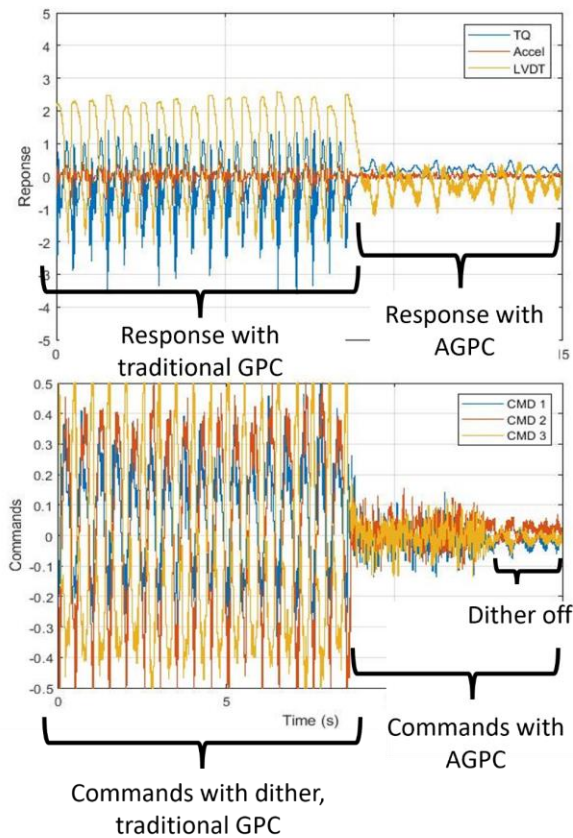 5
4
3
2
1
0
-1
-2
3
-4
-5
Reponse
TQ
Accel
LVDT
Response with
traditional GPC
Response with
AGPC
0
5
0.5
0.4
0.3
0.2
0.1
0
-0.1
-0.2
-0.3
-0.4
-0.5
Commands
CMD 1
CMD 2
CMD 3
Dither off
0
5
Time (s)
Commands with
AGPC
Commands with dither,
traditional GPC